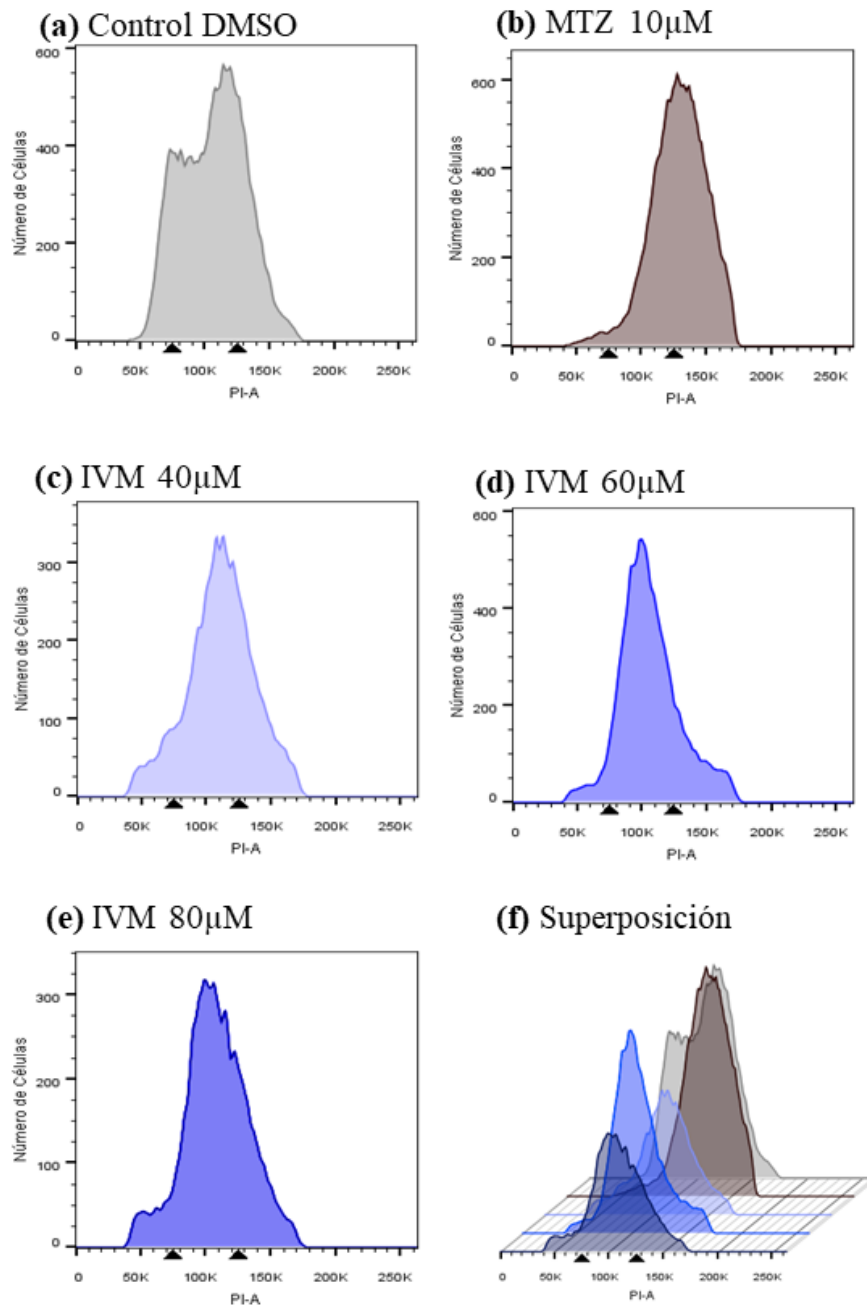 (a) Control DMSO
600
400
200
0
Número de Células
0 50K 100K 150K 200K 250K
PI-A
(b) MTZ 10µM
600
400
200
0
Número de Células
0 50K 100K 150K 200K 250K
PI-A
(c) IVM 40µM
300
200
100
0
Número de Células
0 50K 100K 150K 200K 250K
PI-A
(d) IVM 60µM
600
400
200
0
Número de Células
0 50K 100K 150K 200K 250K
PI-A
(e) IVM 80µM
300
200
100
0
Número de Células
0 50K 100K 150K 200K 250K
PI-A
(f) Superposición
0 50K 100K 150K 200K 250K
PI-A